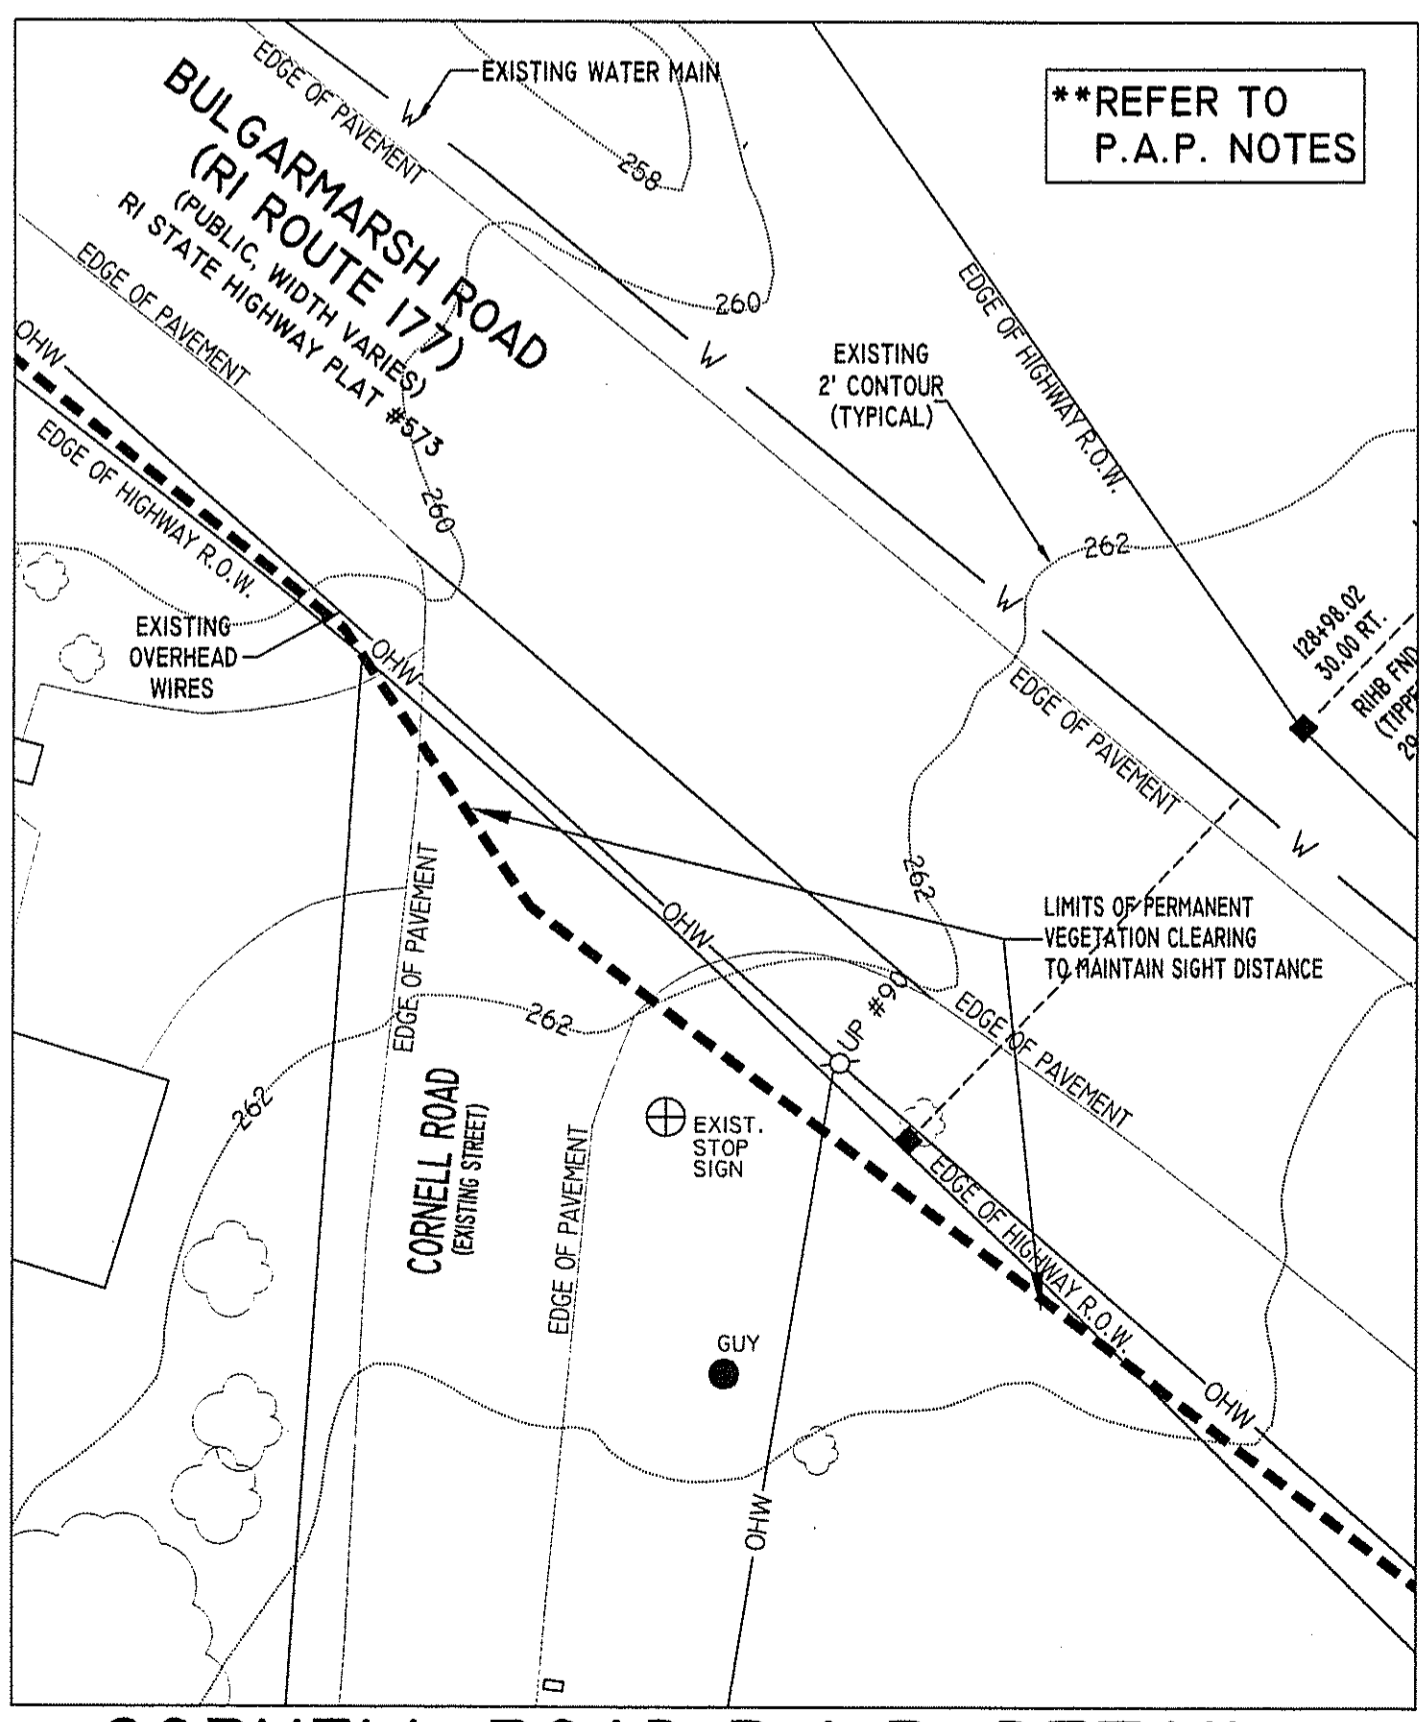 EDGE OF PAVEMENT
W
EXISTING WATER MAIN
**REFER TO
P.A.P. NOTES
BULGARMARSH ROAD
(RI ROUTE 177)
(PUBLIC, WIDTH VARIES)
RI STATE HIGHWAY PLAT #573
258
260
EDGE OF PAVEMENT
OHW
EDGE OF HIGHWAY R.O.W.
W
EXISTING
2' CONTOUR
(TYPICAL)
EDGE OF HIGHWAY R.O.W.
260
262
W
128+98.02
30.00 RT.
RIHB FND
EXISTING
OVERHEAD
WIRES
OHW
EDGE OF PAVEMENT
W
262
EDGE OF PAVEMENT
OHW
LIMITS OF PERMANENT
VEGETATION CLEARING
TO MAINTAIN SIGHT DISTANCE
UP #90
EDGE OF PAVEMENT
262
262
EXIST.
STOP
SIGN
CORNELL ROAD
(EXISTING STREET)
EDGE OF PAVEMENT
EDGE OF HIGHWAY R.O.W.
GUY
OHW
OHW